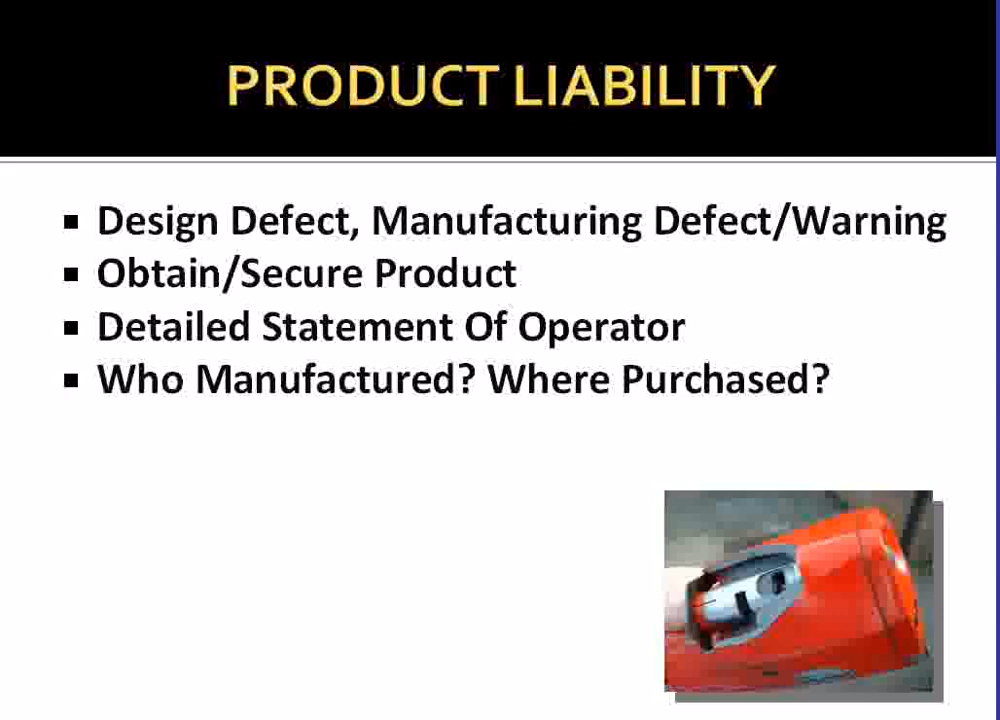 PRODUCT LIABILITY
▪ Design Defect, Manufacturing Defect/Warning
▪ Obtain/Secure Product
▪ Detailed Statement Of Operator
▪ Who Manufactured? Where Purchased?